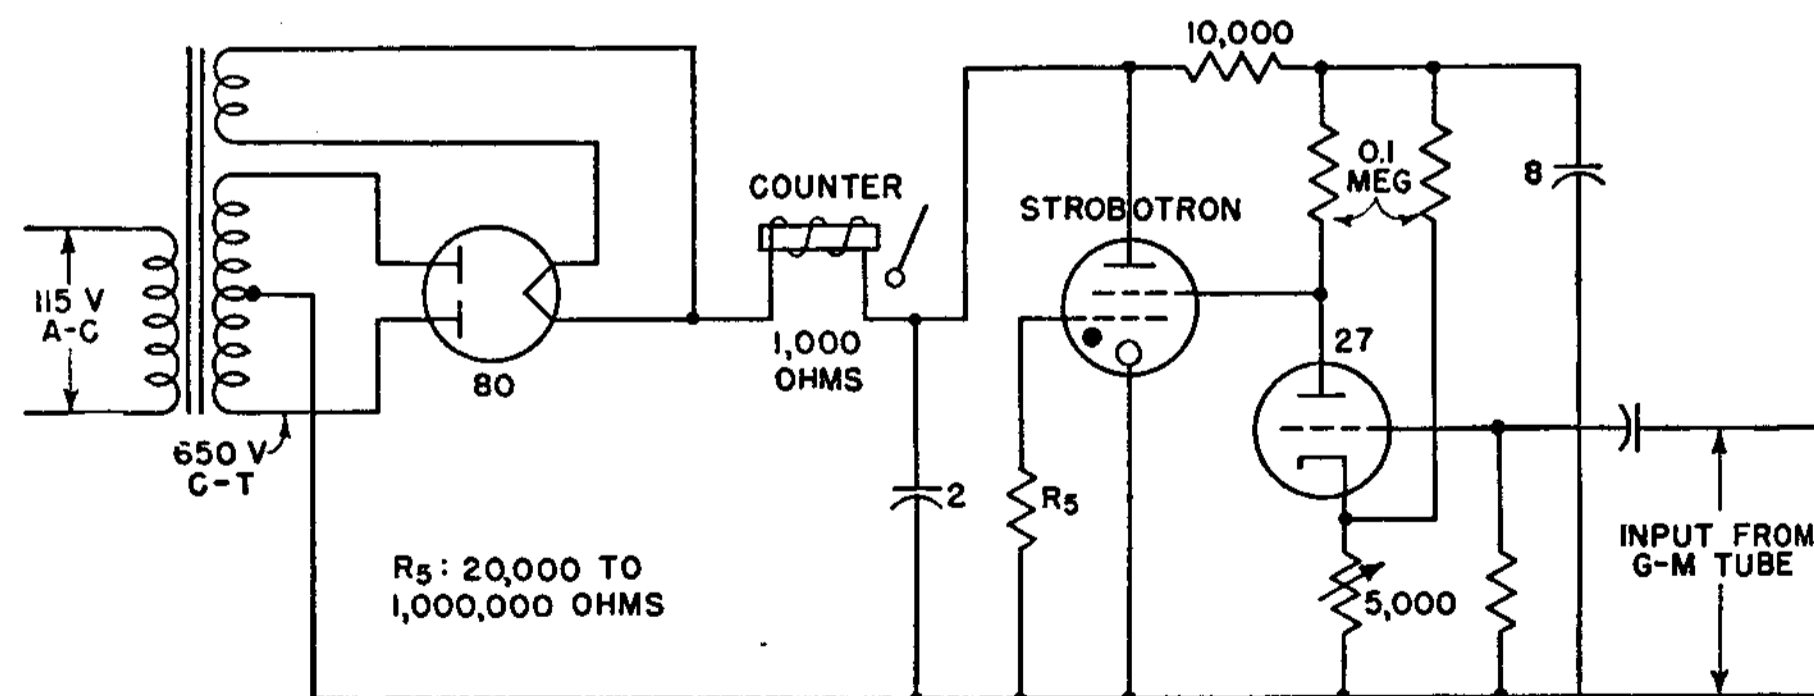 10,000
COUNTER
0.1
MEG
8
STROBOTRON
115 V
A-C
1,000
OHMS
27
80
650 V
C-T
2
R5
INPUT FROM
G-M TUBE
R5: 20,000 TO
1,000,000 OHMS
5,000